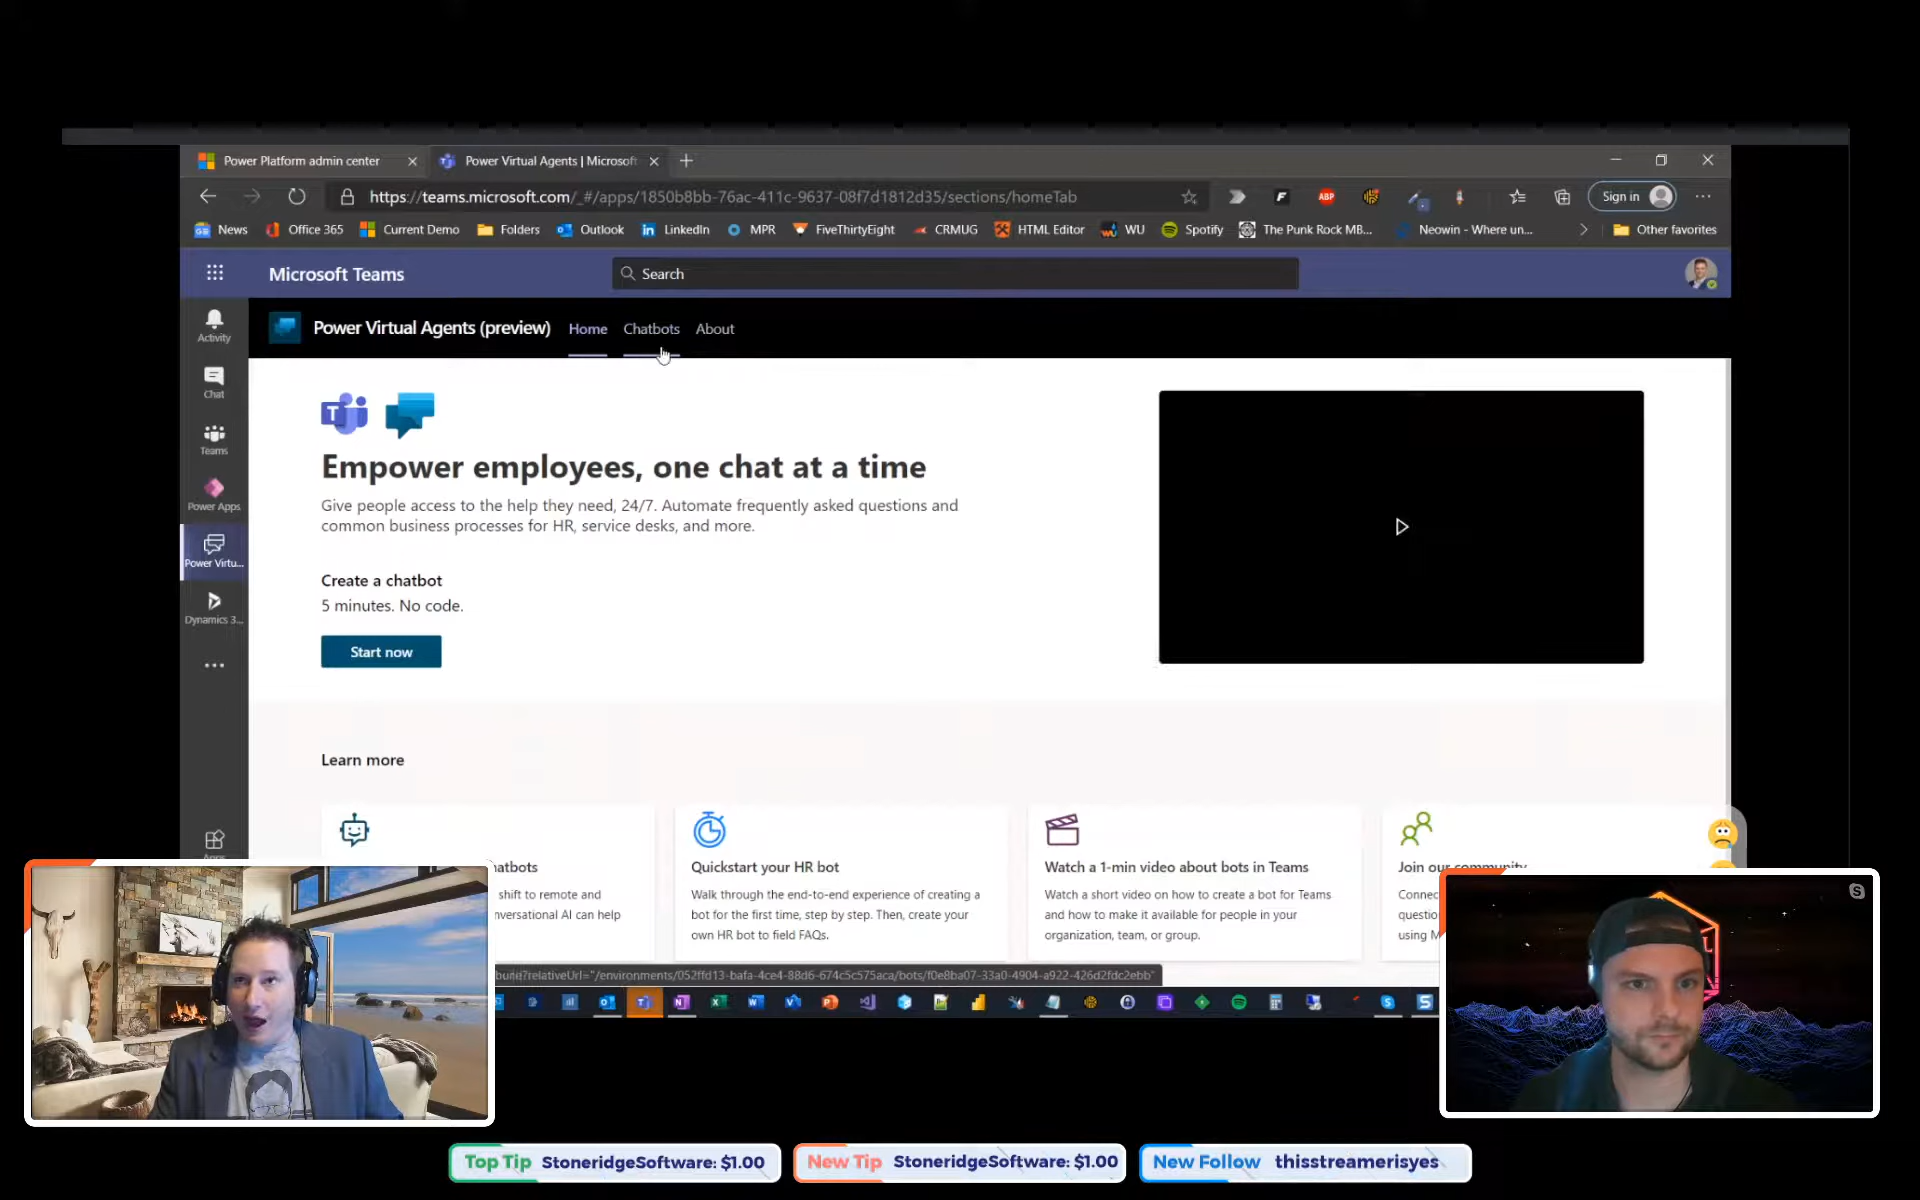 Power Platform admin center
Power Virtual Agents | Microsoft
https://teams.microsoft.com/_#/apps/1850b8bb-76ac-411c-9637-08f7d1812d35/sections/homeTab
ABP
Sign in
News
Office 365
Current Demo
Folders
Outlook
LinkedIn
MPR
FiveThirtyEight
CRMUG
HTML Editor
WU
Spotify
The Punk Rock MB...
Neowin - Where un...
Other favorites
Microsoft Teams
Search
Activity
Chat
Teams
Power Apps
Power Virtu...
Dynamics 3...
Power Virtual Agents (preview)
Home
Chatbots
About
Empower employees, one chat at a time
Give people access to the help they need, 24/7. Automate frequently asked questions and
common business processes for HR, service desks, and more.
Create a chatbot
5 minutes. No code.
Start now
Learn more
hatbots
shift to remote and
nversational AI can help
Quickstart your HR bot
Walk through the end-to-end experience of creating a
bot for the first time, step by step. Then, create your
own HR bot to field FAQs.
Watch a 1-min video about bots in Teams
Watch a short video on how to create a bot for Teams
and how to make it available for people in your
organization, team, or group.
Join our community
Connec
questio
using M
bute?relativeUrl="/environments/052ffd13-bafa-4ce4-88d6-674c5c575aca/bots/f0e8ba07-33a0-4904-a922-426d2fdc2ebb"
Top Tip StoneridgeSoftware: $1.00
New Tip StoneridgeSoftware: $1.00
New Follow thisstreamerisyes